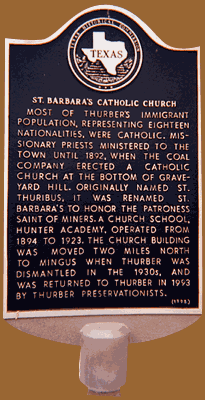 TEXAS HISTORICAL COMMISSION
TEXAS
ST. BARBARA'S CATHOLIC CHURCH
MOST OF THURBER'S IMMIGRANT
POPULATION, REPRESENTING EIGHTEEN
NATIONALITIES, WERE CATHOLIC. MIS-
SIONARY PRIESTS MINISTERED TO THE
TOWN UNTIL 1892, WHEN THE COAL
COMPANY ERECTED A CATHOLIC
CHURCH AT THE BOTTOM OF GRAVE-
YARD HILL. ORIGINALLY NAMED ST.
THURIBUS, IT WAS RENAMED ST.
BARBARA'S TO HONOR THE PATRONESS
SAINT OF MINERS. A CHURCH SCHOOL,
HUNTER ACADEMY, OPERATED FROM
1894 TO 1923. THE CHURCH BUILDING
WAS MOVED TWO MILES NORTH
TO MINGUS WHEN THURBER WAS
DISMANTLED IN THE 1930s, AND
WAS RETURNED TO THURBER IN 1993
BY THURBER PRESERVATIONISTS.